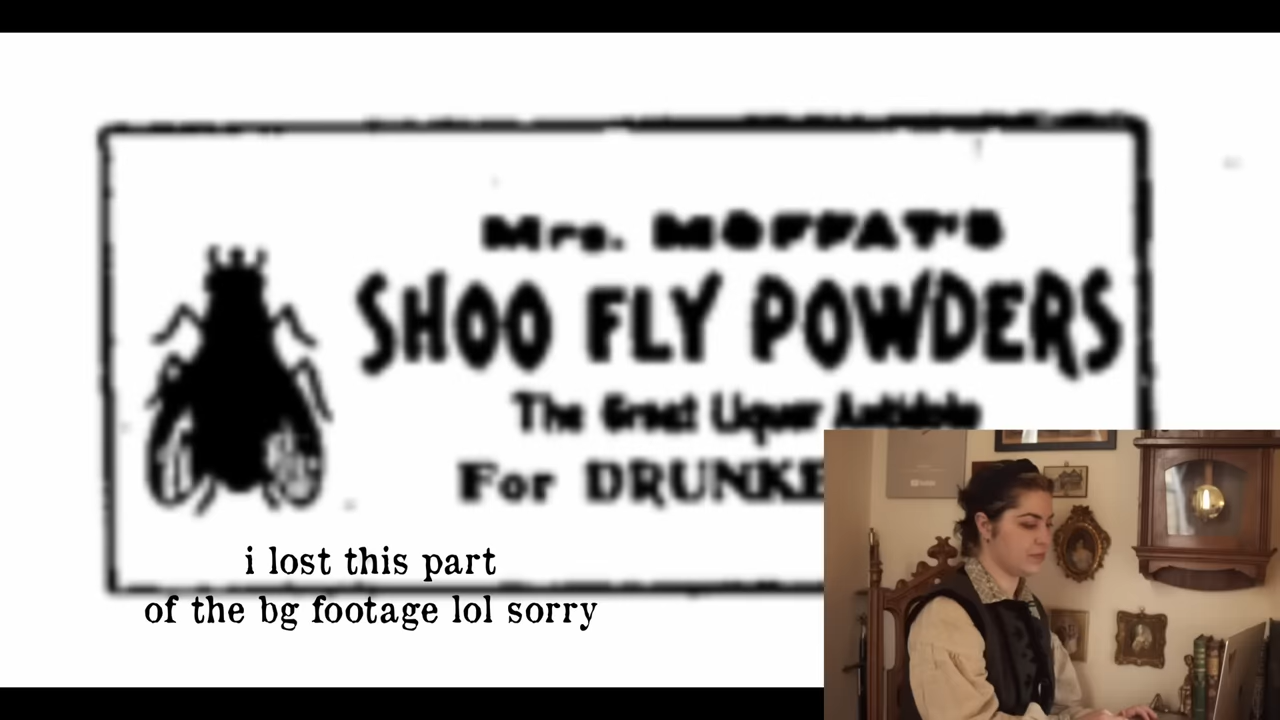 Mrs. MOFFAT'S
SHOO FLY POWDERS
The Great Liquor Antidote
For DRUNKE
i lost this part
of the bg footage lol sorry